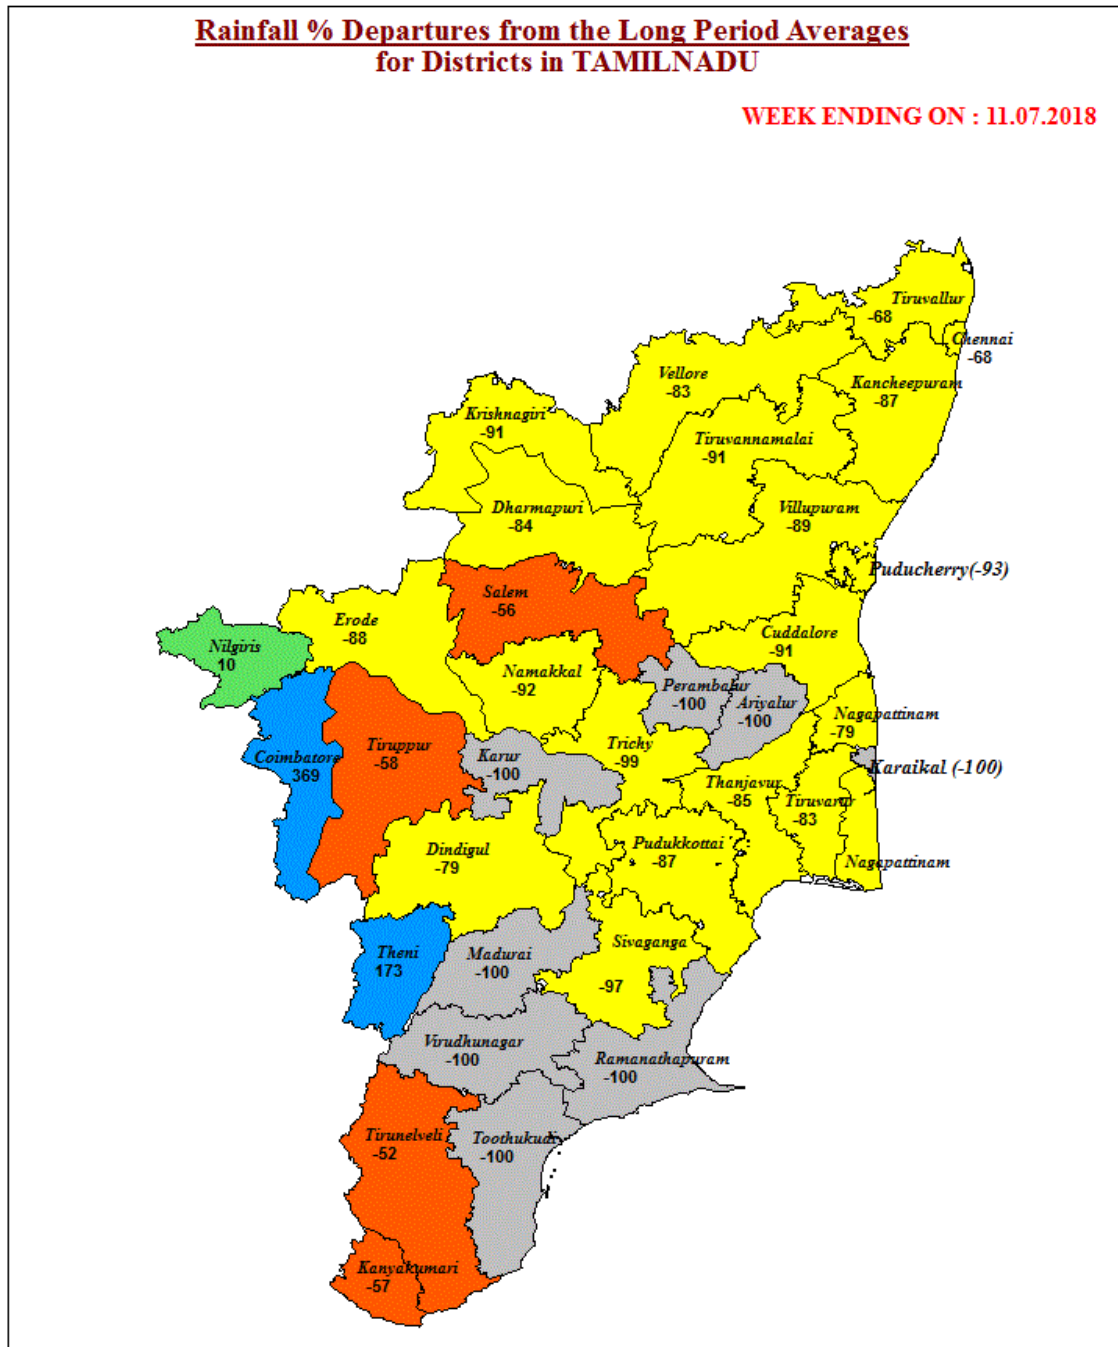 Rainfall % Departures from the Long Period Averages
for Districts in TAMILNADU
WEEK ENDING ON : 11.07.2018
Tiruvallur
-68
Chennai
-68
Vellore
-83
Kancheepuram
-87
Krishnagiri
-91
Tiruvannamalai
-91
Dharmapuri
-84
Villupuram
-89
Puducherry(-93)
Salem
-56
Erode
-88
Nilgiris
10
Cuddalore
-91
Namakkal
-92
Perambalur
-100
Ariyalur
-100
Nagapattinam
-79
Coimbatore
369
Tiruppur
-58
Karur
-100
Trichy
-99
Karaikal (-100)
Thanjavur
-85
Tiruvarur
-83
Dindigul
-79
Pudukkottai
-87
Nagapattinam
Theni
173
Madurai
-100
Sivaganga
-97
Virudhunagar
-100
Ramanathapuram
-100
Tirunelveli
-52
Toothukudi
-100
Kanyakumari
-57